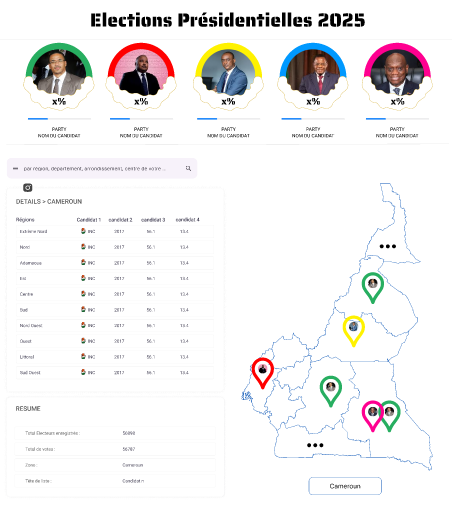 Elections Présidentielles 2025
x% x% x% x% x%
PARTY PARTY PARTY PARTY PARTY
NOM DU CANDIDAT NOM DU CANDIDAT NOM DU CANDIDAT NOM DU CANDIDAT NOM DU CANDIDAT
par région, département, arrondissement, centre de votre ...
DETAILS > CAMEROUN
Régions Candidat 1 candidat 2 candidat 3 candidat 4
Extrême Nord INC 2017 56.1 13.4
Nord INC 2017 56.1 13.4
Adamaoua INC 2017 56.1 13.4
Est INC 2017 56.1 13.4
Centre INC 2017 56.1 13.4
Sud INC 2017 56.1 13.4
Nord Ouest INC 2017 56.1 13.4
Ouest INC 2017 56.1 13.4
Littoral INC 2017 56.1 13.4
Sud Ouest INC 2017 56.1 13.4
RESUME
Total Electeurs enregistrés :
Total de votes : 56787
Zone : Cameroun
Tête de liste : Candidat n
Cameroun